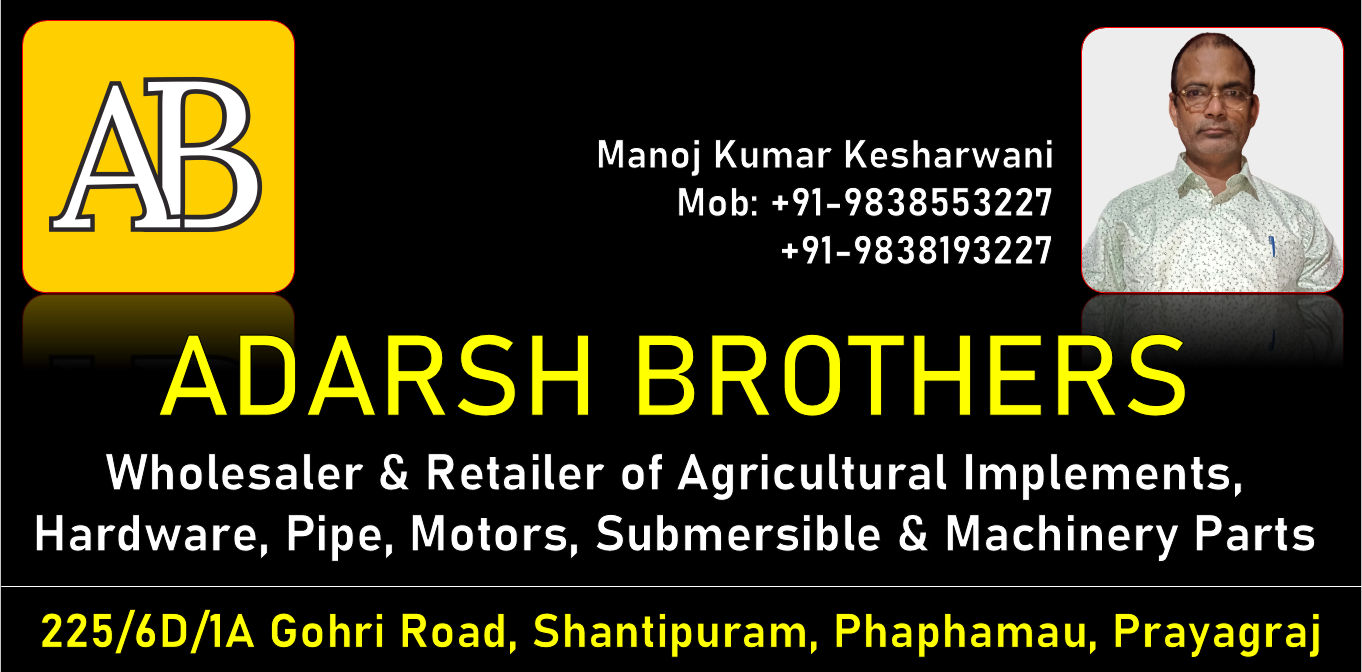 AB
Manoj Kumar Kesharwani
Mob: +91-9838553227
+91-9838193227
ADARSH BROTHERS
Wholesaler & Retailer of Agricultural Implements,
Hardware, Pipe, Motors, Submersible & Machinery Parts
225/6D/1A Gohri Road, Shantipuram, Phaphamau, Prayagraj